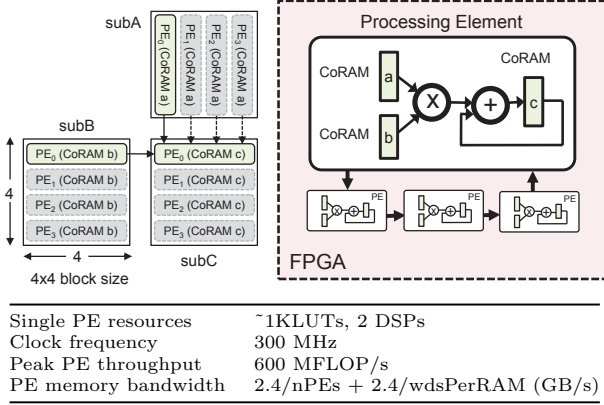 subA
PE0 (CoRAM a)
PE1 (CoRAM a)
PE2 (CoRAM a)
PE3 (CoRAM a)
subB
PE0 (CoRAM b)
PE1 (CoRAM b)
PE2 (CoRAM b)
PE3 (CoRAM b)
4
4
4x4 block size
PE0 (CoRAM c)
PE1 (CoRAM c)
PE2 (CoRAM c)
PE3 (CoRAM c)
subC
Processing Element
CoRAM
a
CoRAM
b
X
+
CoRAM
c
PE
X
+
PE
X
+
PE
X
+
FPGA
Single PE resources ~1KLUTs, 2 DSPs
Clock frequency 300 MHz
Peak PE throughput 600 MFLOP/s
PE memory bandwidth 2.4/nPEs + 2.4/wdsPerRAM (GB/s)